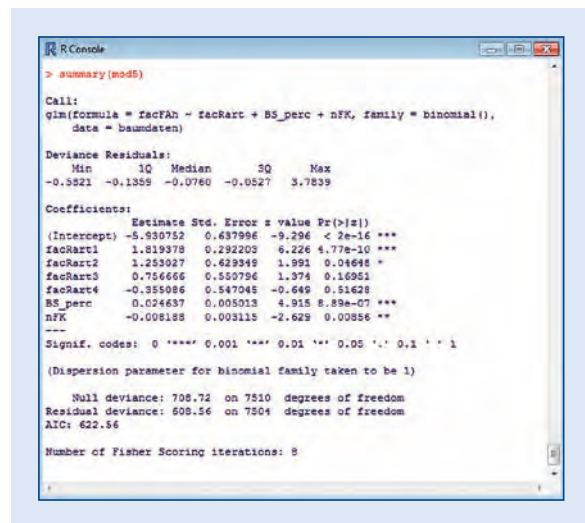 R Console
> summary(mod5)
Call:
glm(formula = facFAh ~ facRart + BS_perc + nFK, family = binomial(),
data = baumdaten)
Deviance Residuals:
Min 1Q Median 3Q Max
-0.5821 -0.1359 -0.0760 -0.0527 3.7839
Coefficients:
Estimate Std. Error z value Pr(>|z|)
(Intercept) -5.930752 0.637996 -9.296 < 2e-16 ***
facRart1 1.819378 0.292203 6.226 4.77e-10 ***
facRart2 1.253027 0.629349 1.991 0.04648 *
facRart3 0.756666 0.550796 1.374 0.16951
facRart4 -0.355086 0.547045 -0.649 0.51628
BS_perc 0.024637 0.005013 4.915 8.89e-07 ***
nFK -0.008188 0.003115 -2.629 0.00856 **
---
Signif. codes: 0 '***' 0.001 '**' 0.01 '*' 0.05 '.' 0.1 ' ' 1
(Dispersion parameter for binomial family taken to be 1)
Null deviance: 708.72 on 7510 degrees of freedom
Residual deviance: 608.56 on 7504 degrees of freedom
AIC: 622.56
Number of Fisher Scoring iterations: 8